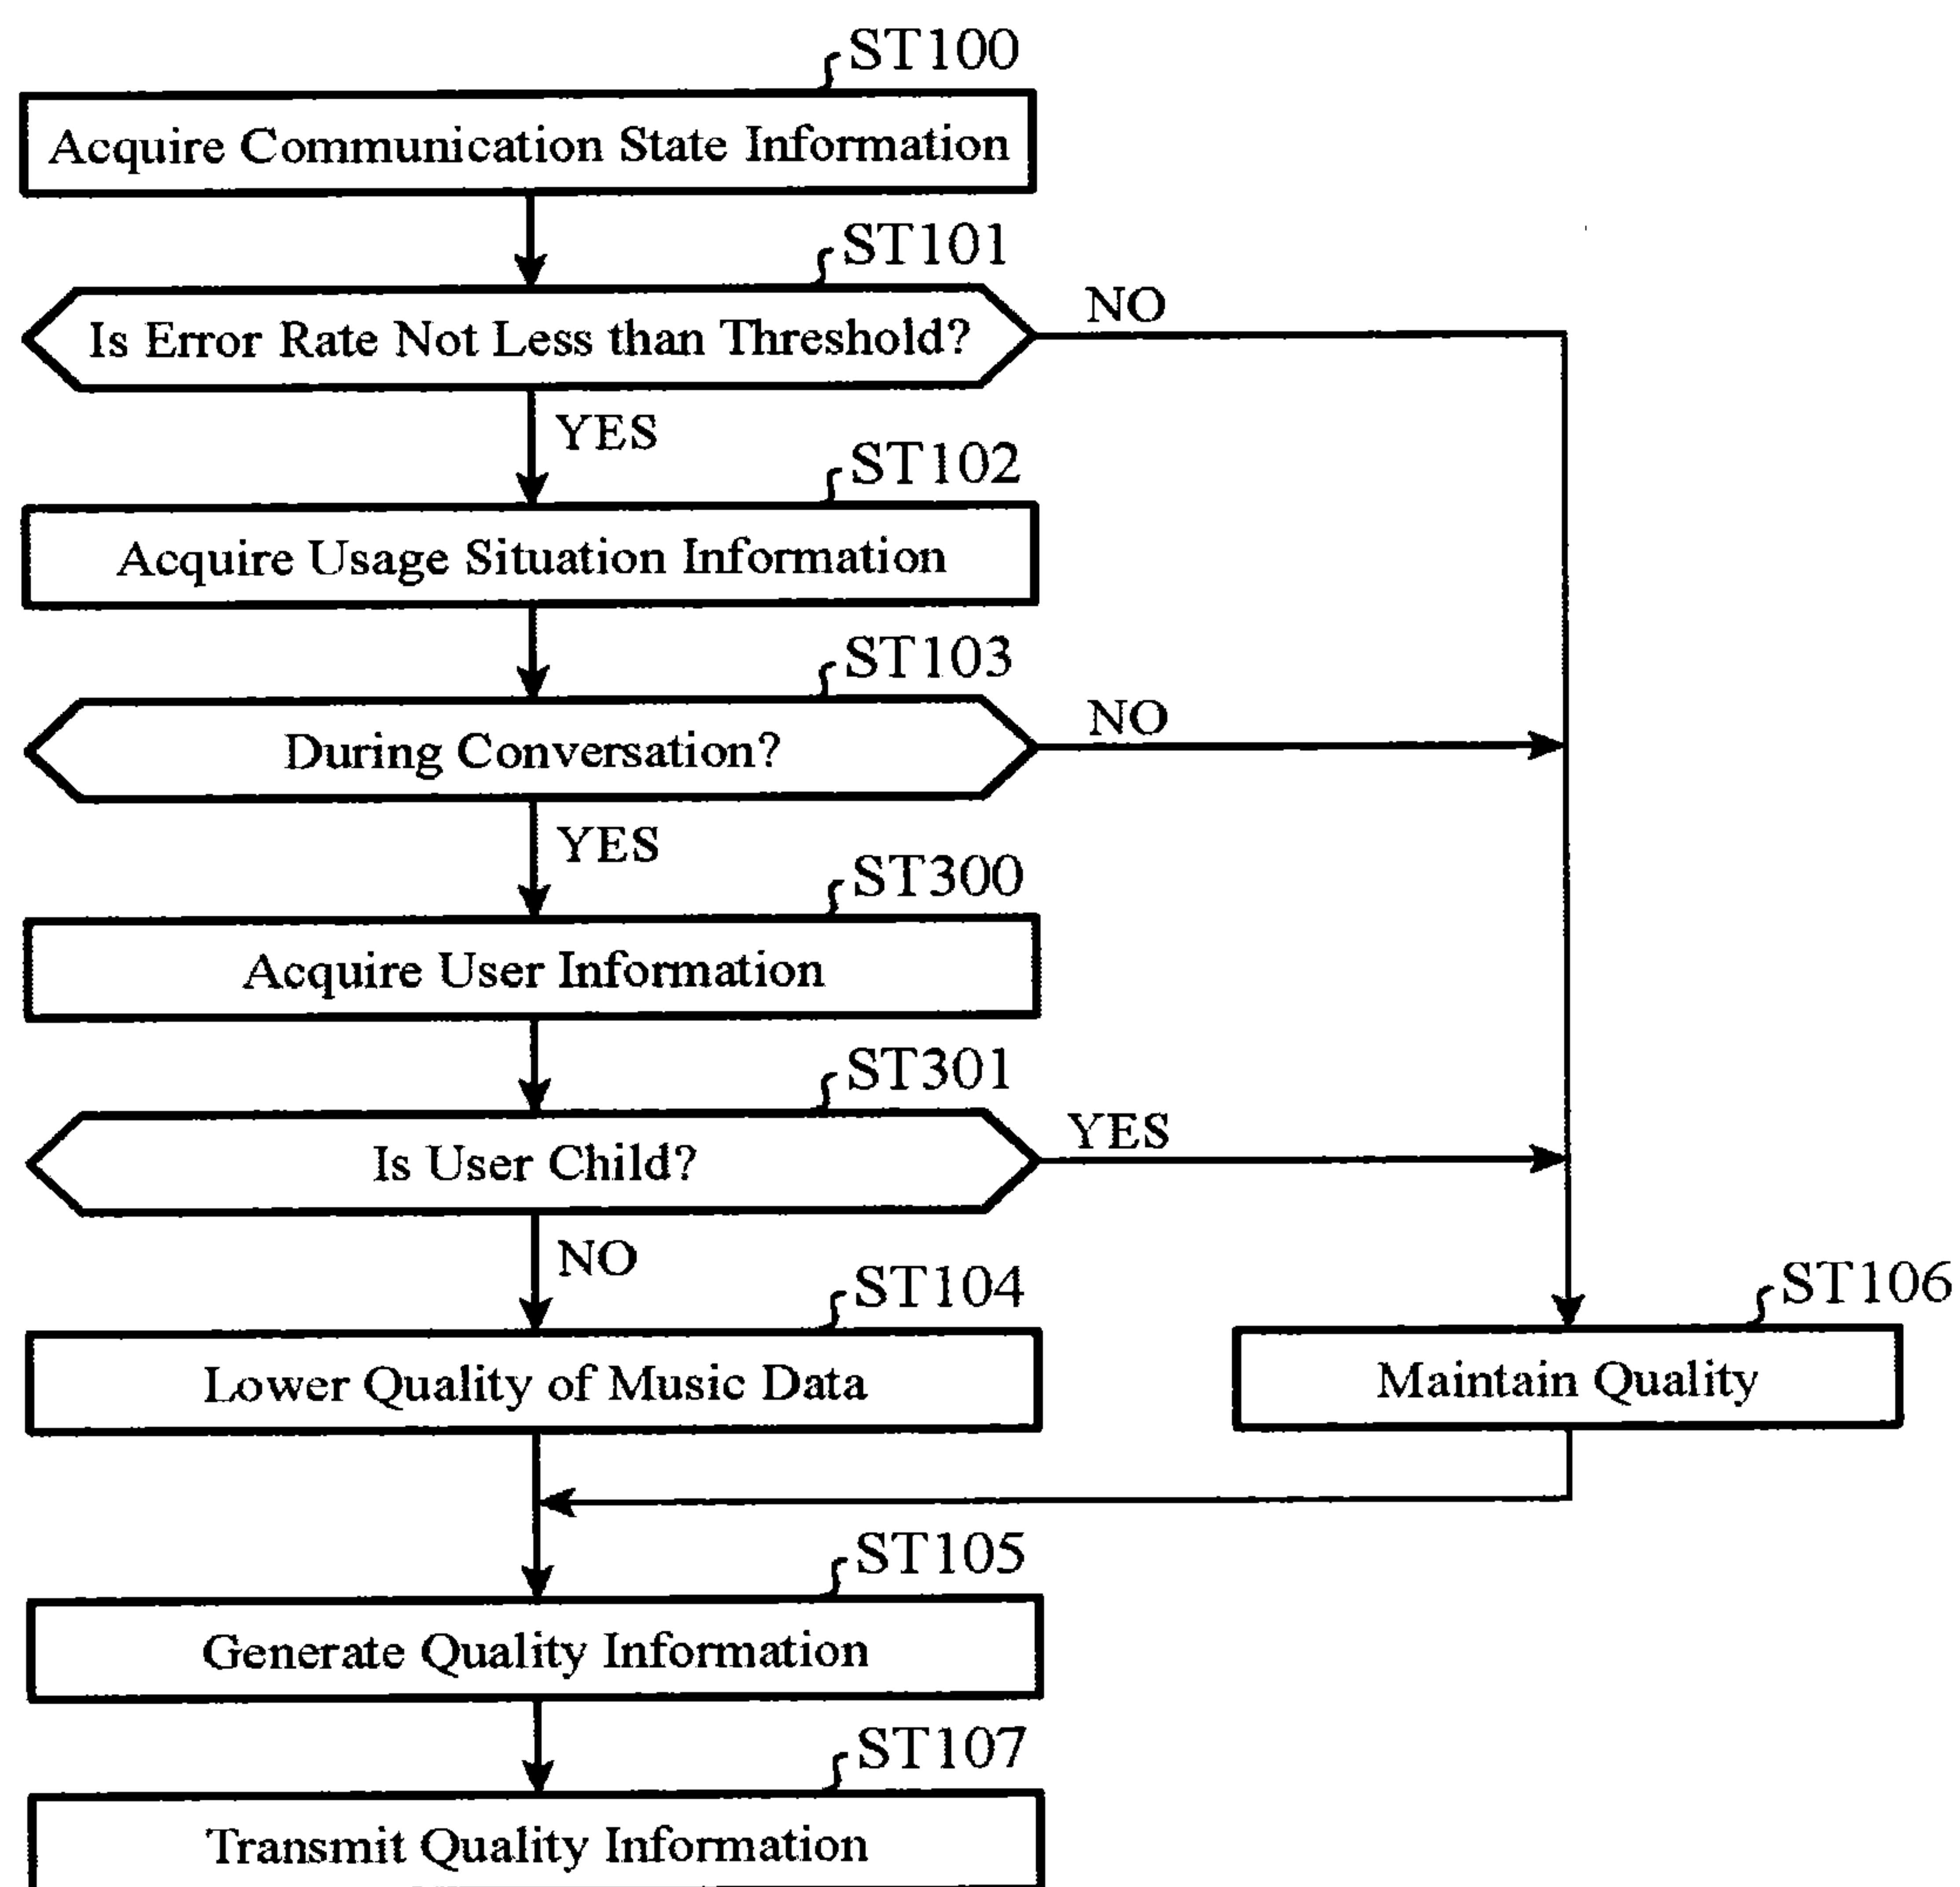 ST100
Acquire Communication State Information
ST101
Is Error Rate Not Less than Threshold?
NO
YES
ST102
Acquire Usage Situation Information
ST103
During Conversation?
NO
YES
ST300
Acquire User Information
ST301
Is User Child?
YES
NO
ST104
Lower Quality of Music Data
ST106
Maintain Quality
ST105
Generate Quality Information
ST107
Transmit Quality Information